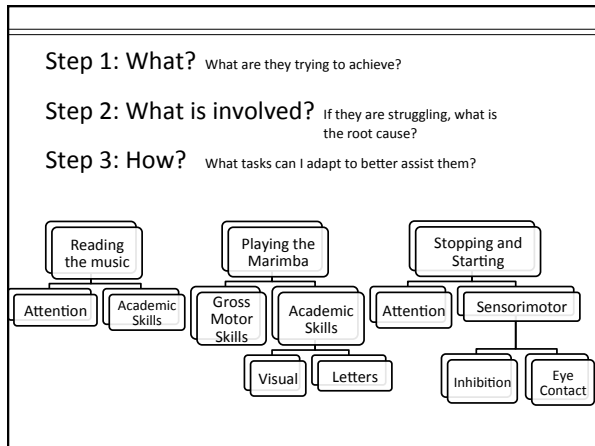 Step 1: What? What are they trying to achieve?
Step 2: What is involved? If they are struggling, what is
the root cause?
Step 3: How? What tasks can I adapt to better assist them?
Reading
the music
Playing the
Marimba
Stopping and
Starting
Attention
Academic
Skills
Gross
Motor
Skills
Academic
Skills
Attention
Sensorimotor
Visual
Letters
Inhibition
Eye
Contact